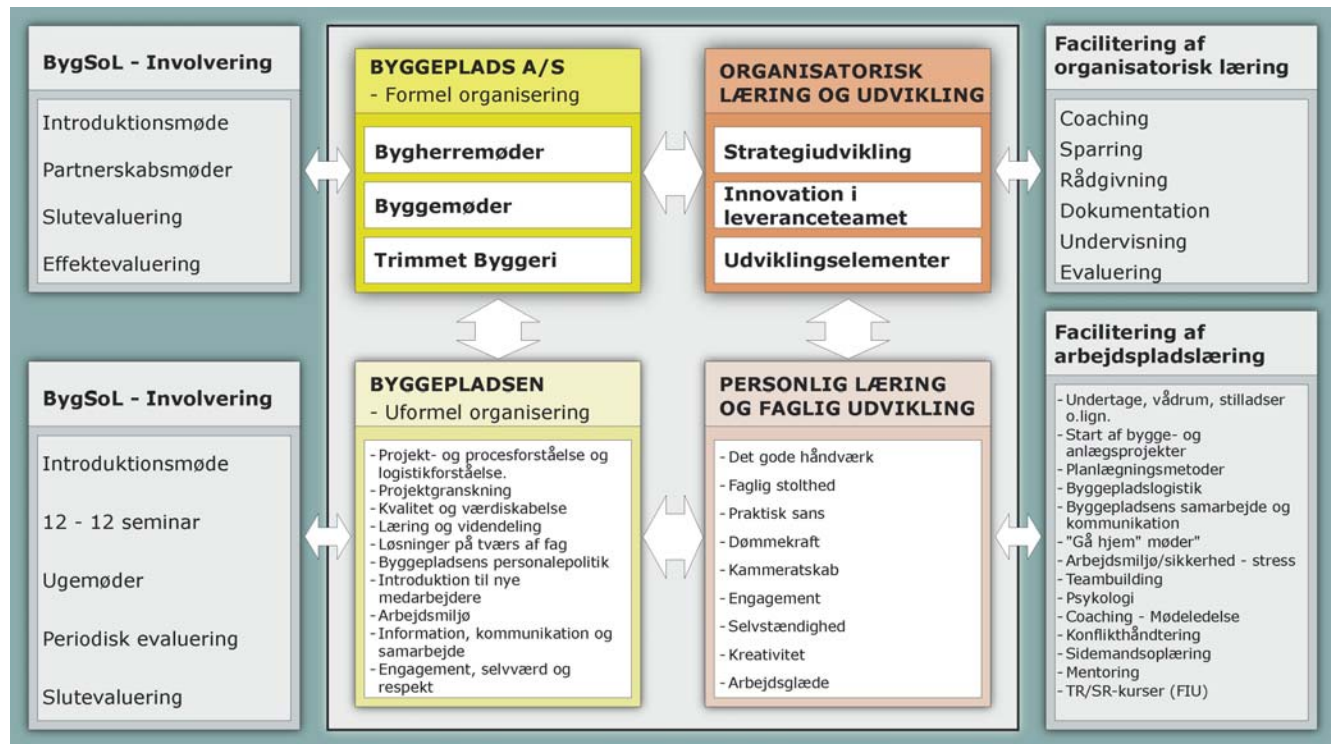 BygSoL - Involvering
Introduktionsmøde
Partnerskabsmøder
Slutevaluering
Effektevaluering
BYGGEPLADS A/S
- Formel organisering
Bygherremøder
Byggemøder
Trimmet Byggeri
ORGANISATORISK
LÆRING OG UDVIKLING
Strategiudvikling
Innovation i
leveranceteamet
Udviklingselementer
Facilitering af
organisatorisk læring
Coaching
Sparring
Rådgivning
Dokumentation
Undervisning
Evaluering
BygSoL - Involvering
Introduktionsmøde
12 - 12 seminar
Ugemøder
Periodisk evaluering
Slutevaluering
BYGGEPLADSEN
- Uformel organisering
- Projekt- og procesforståelse og
logistikforståelse.
- Projektgranskning
- Kvalitet og værdiskabelse
- Læring og videndeling
- Løsninger på tværs af fag
- Byggepladsens personalepolitik
- Introduktion til nye
medarbejdere
- Arbejdsmiljø
- Information, kommunikation og
samarbejde
- Engagement, selvværd og
respekt
PERSONLIG LÆRING
OG FAGLIG UDVIKLING
- Det gode håndværk
- Faglig stolthed
- Praktisk sans
- Dømmekraft
- Kammeratskab
- Engagement
- Selvstændighed
- Kreativitet
- Arbejdsglæde
Facilitering af
arbejdspladslæring
- Undertage, vådrum, stilladser
o.lign.
- Start af bygge- og
anlægsprojekter
- Planlægningsmetoder
- Byggepladslogistik
- Byggepladsens samarbejde og
kommunikation
- "Gå hjem" møder"
- Arbejdsmiljø/sikkerhed - stress
- Teambuilding
- Psykologi
- Coaching - Mødeledelse
- Konflikthåndtering
- Sidemandsoplæring
- Mentoring
- TR/SR-kurser (FIU)